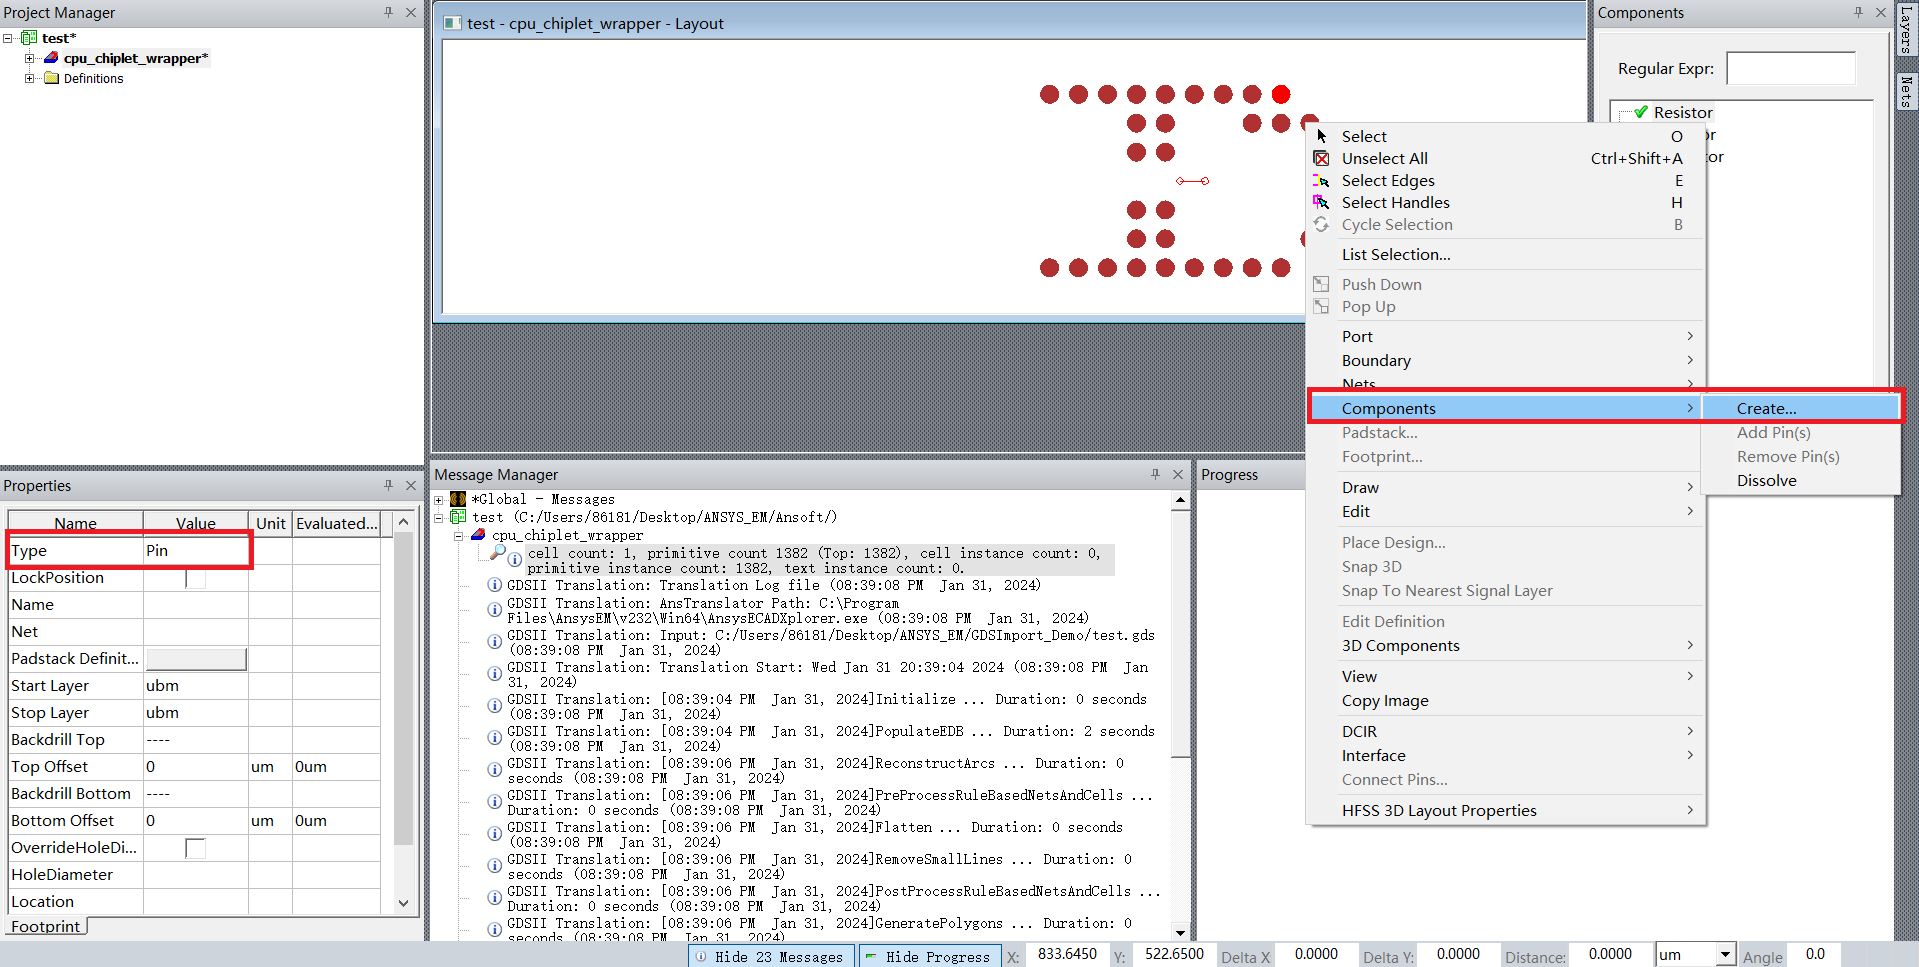 Project Manager
test*
cpu_chiplet_wrapper*
Definitions
test - cpu_chiplet_wrapper - Layout
Components
Regular Expr:
Resistor
or
tor
Layers
Nets
Select O
Unselect All Ctrl+Shift+A
Select Edges E
Select Handles H
Cycle Selection B
List Selection...
Push Down
Pop Up
Port
Boundary
Nets
Components
Padstack...
Footprint...
Draw
Edit
Place Design...
Snap 3D
Snap To Nearest Signal Layer
Edit Definition
3D Components
View
Copy Image
DCIR
Interface
Connect Pins...
HFSS 3D Layout Properties
Create...
Add Pin(s)
Remove Pin(s)
Dissolve
Properties
Name Value Unit Evaluated...
Type Pin
LockPosition
Name
Net
Padstack Definit...
Start Layer ubm
Stop Layer ubm
Backdrill Top ----
Top Offset 0 um 0um
Backdrill Bottom ----
Bottom Offset 0 um 0um
OverrideHoleDi...
HoleDiameter
Location
Footprint
Message Manager
*Global - Messages
test (C:/Users/86181/Desktop/ANSYS_EM/Ansoft/)
cpu_chiplet_wrapper
cell count: 1, primitive count 1382 (Top: 1382), cell instance count: 0,
primitive instance count: 1382, text instance count: 0.
GDSII Translation: Translation Log file (08:39:08 PM Jan 31, 2024)
GDSII Translation: AnsTranslator Path: C:\Program
Files\AnsysEM\v232\Win64\AnsysECADXplorer.exe (08:39:08 PM Jan 31, 2024)
GDSII Translation: Input: C:/Users/86181/Desktop/ANSYS_EM/GDSImport_Demo/test.gds
(08:39:08 PM Jan 31, 2024)
GDSII Translation: Translation Start: Wed Jan 31 20:39:04 2024 (08:39:08 PM Jan
31, 2024)
GDSII Translation: [08:39:04 PM Jan 31, 2024]Initialize ... Duration: 0 seconds
(08:39:08 PM Jan 31, 2024)
GDSII Translation: [08:39:04 PM Jan 31, 2024]PopulateEDB ... Duration: 2 seconds
(08:39:08 PM Jan 31, 2024)
GDSII Translation: [08:39:06 PM Jan 31, 2024]ReconstructArcs ... Duration: 0
seconds (08:39:08 PM Jan 31, 2024)
GDSII Translation: [08:39:06 PM Jan 31, 2024]PreProcessRuleBasedNetsAndCells ...
Duration: 0 seconds (08:39:08 PM Jan 31, 2024)
GDSII Translation: [08:39:06 PM Jan 31, 2024]Flatten ... Duration: 0 seconds
(08:39:08 PM Jan 31, 2024)
GDSII Translation: [08:39:06 PM Jan 31, 2024]RemoveSmallLines ... Duration: 0
seconds (08:39:08 PM Jan 31, 2024)
GDSII Translation: [08:39:06 PM Jan 31, 2024]PostProcessRuleBasedNetsAndCells ...
Duration: 0 seconds (08:39:08 PM Jan 31, 2024)
GDSII Translation: [08:39:06 PM Jan 31, 2024]GeneratePolygons ... Duration: 0
seconds (08:39:08 PM Jan 31, 2024)
Progress
Hide 23 Messages Hide Progress X: 833.6450 Y: 522.6500 Delta X 0.0000 Delta Y: 0.0000 Distance: 0.0000 um Angle 0.0